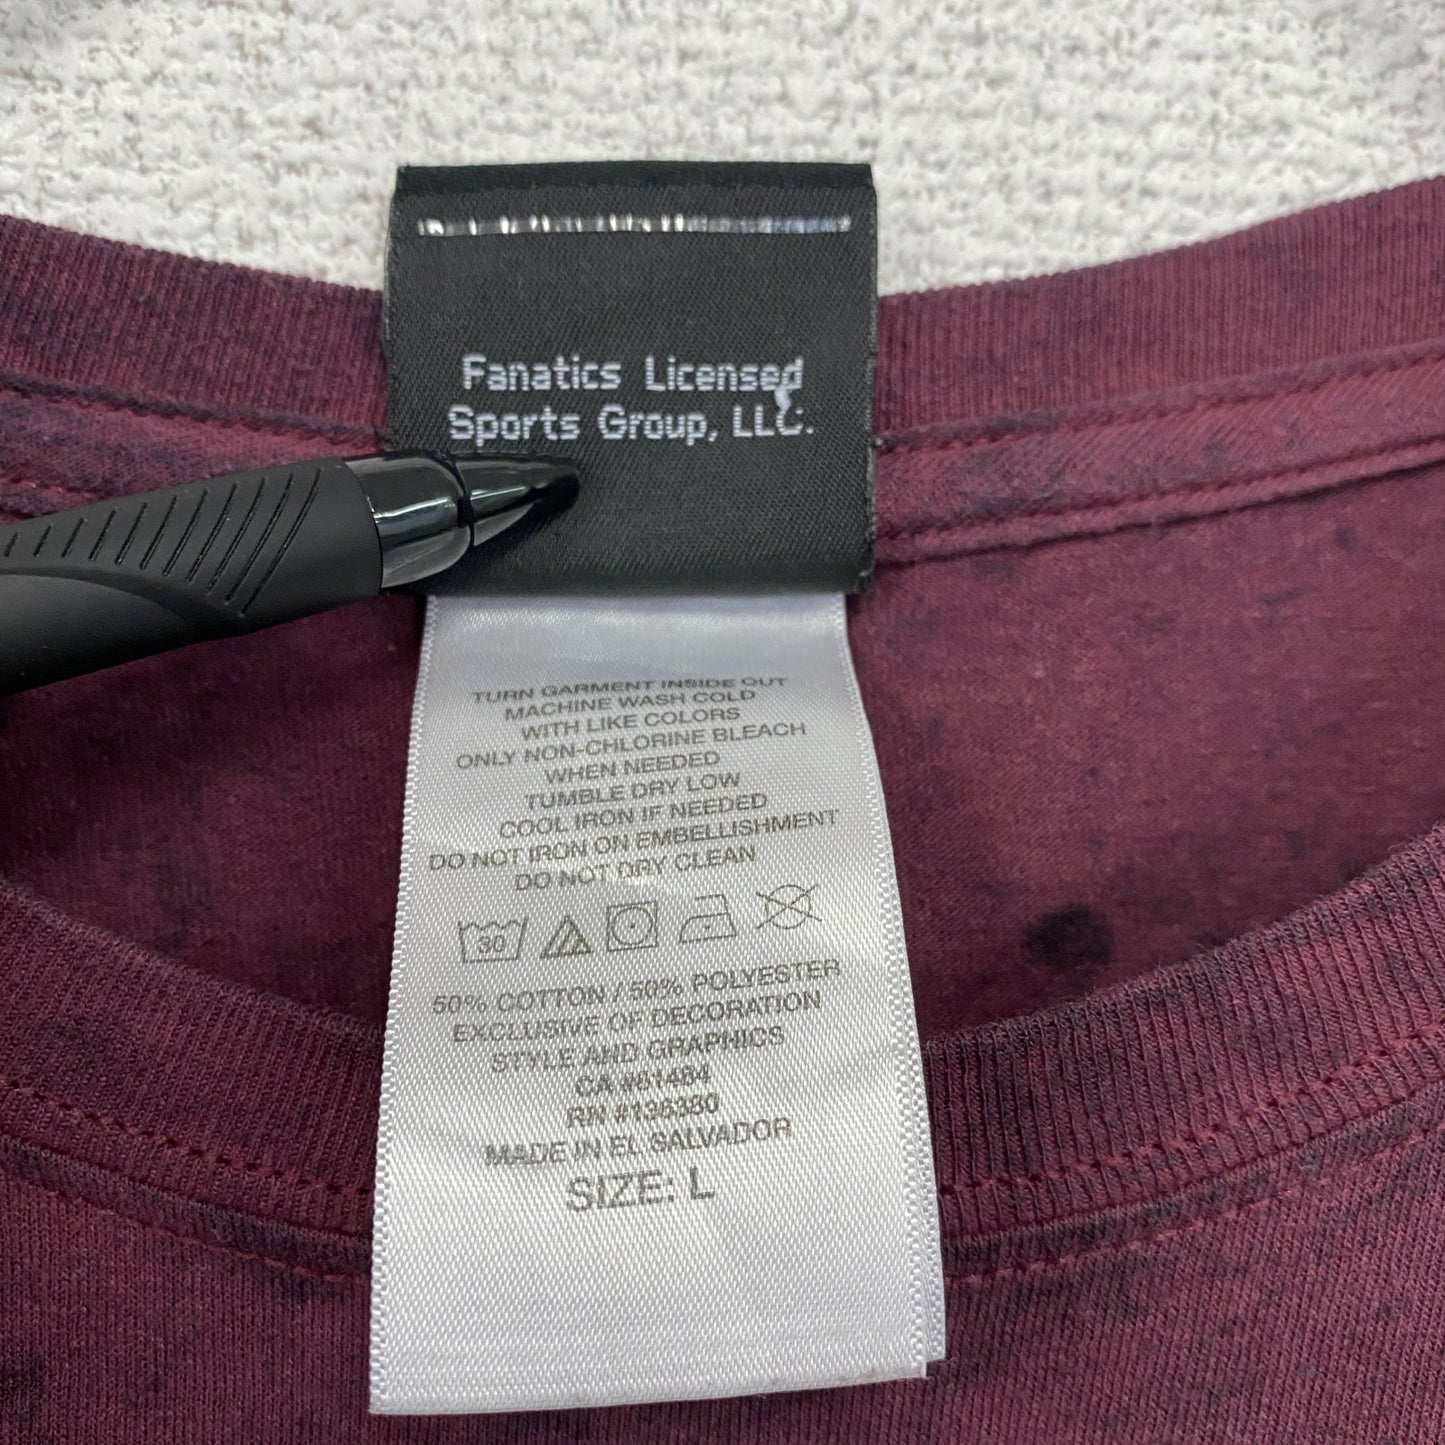 Fanatics Licensed
Sports Group, LLC.
TURN GARMENT INSIDE OUT
MACHINE WASH COLD
WITH LIKE COLORS
ONLY NON-CHLORINE BLEACH
WHEN NEEDED
TUMBLE DRY LOW
COOL IRON IF NEEDED
DO NOT IRON ON EMBELLISHMENT
DO NOT DRY CLEAN
30
50% COTTON / 50% POLYESTER
EXCLUSIVE OF DECORATION
STYLE AND GRAPHICS
CA #61484
RN #136380
MADE IN EL SALVADOR
SIZE: L